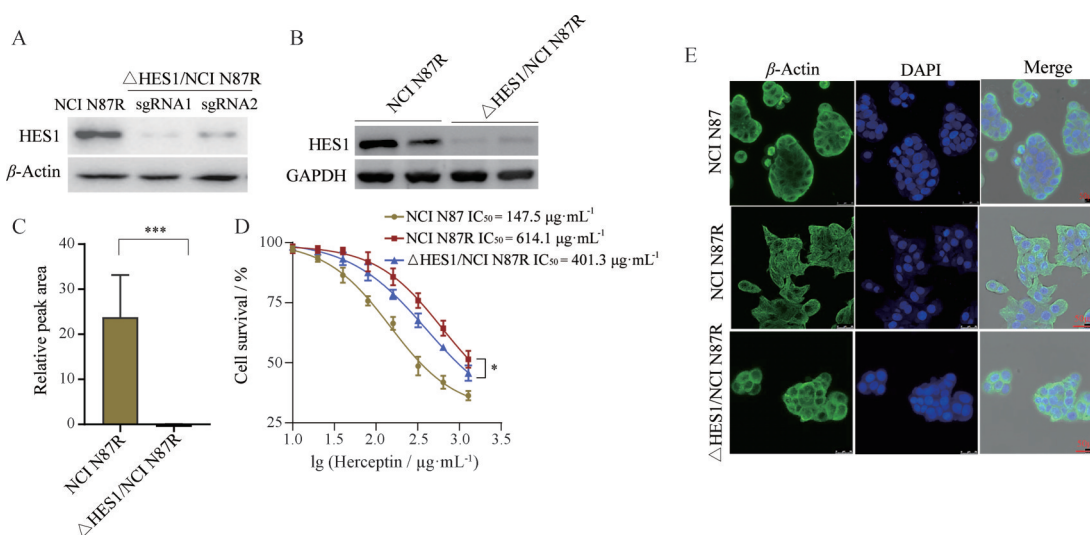 A
△HES1/NCI N87R
NCI N87R sgRNA1 sgRNA2
HES1
β-Actin
B
NCI N87R
△HES1/NCI N87R
HES1
GAPDH
C
***
Relative peak area
40
30
20
10
0
NCI N87R
△HES1/NCI N87R
D
NCI N87 IC50 = 147.5 μg·mL-1
NCI N87R IC50 = 614.1 μg·mL-1
△HES1/NCI N87R IC50 = 401.3 μg·mL-1
Cell survival / %
100
75
50
25
*
1.0 1.5 2.0 2.5 3.0 3.5
lg (Herceptin / μg·mL-1)
E
β-Actin DAPI Merge
NCI N87
NCI N87R
△HES1/NCI N87R